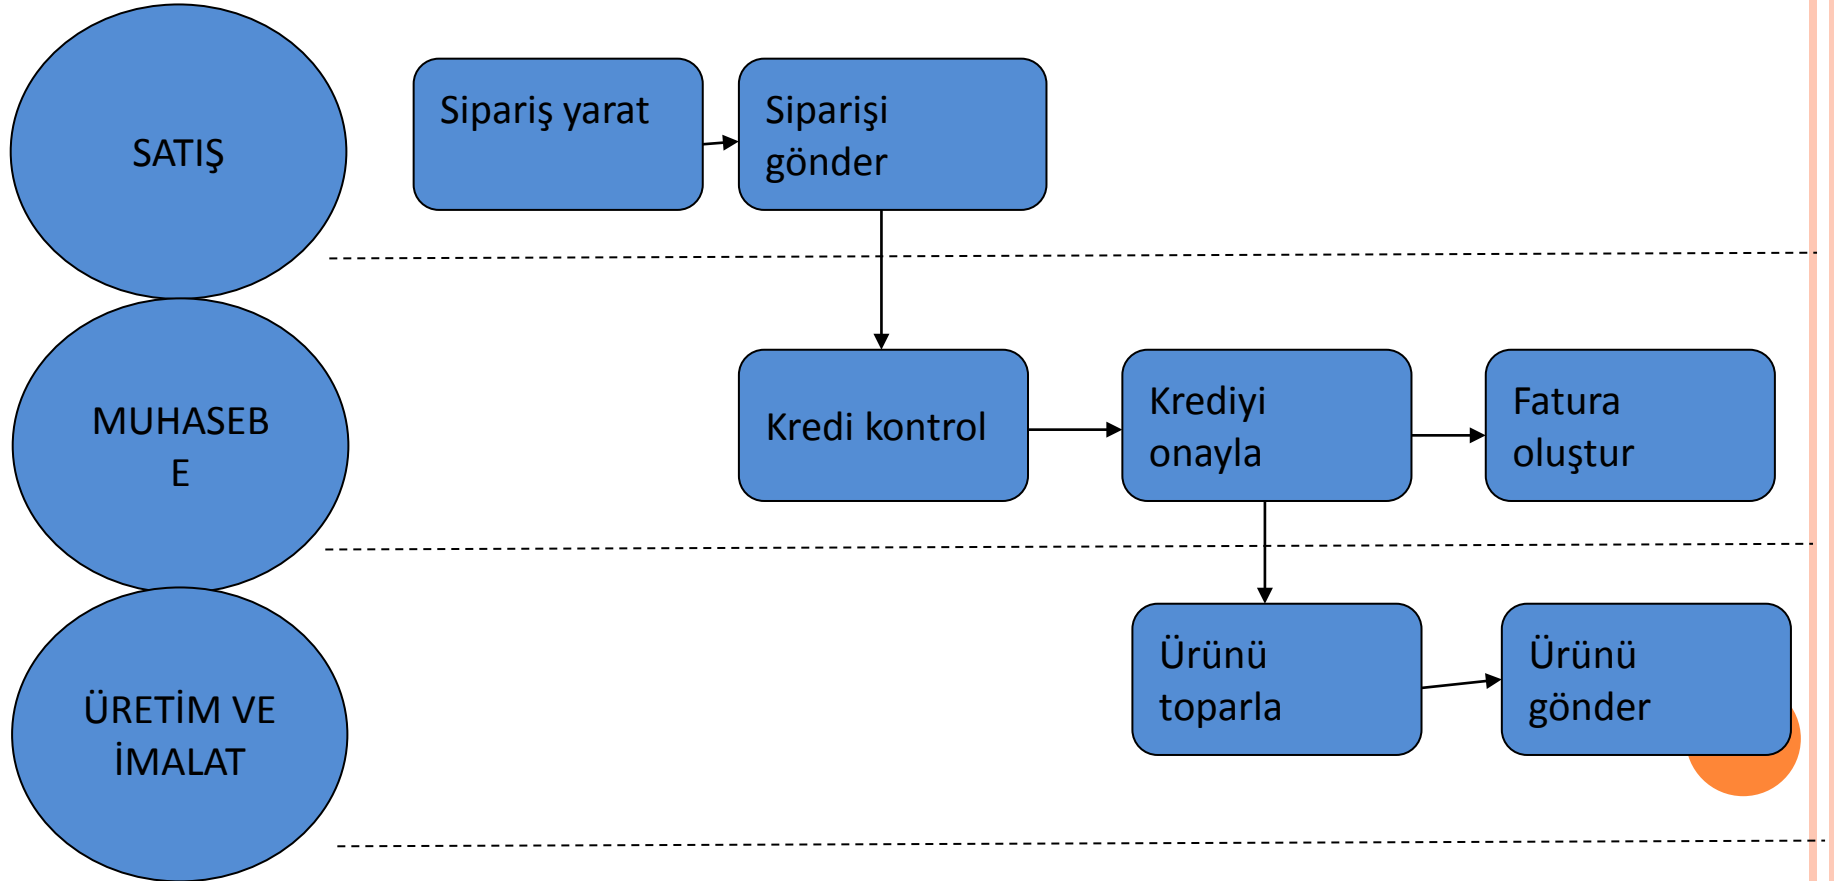 SATIŞ
Sipariş yarat
Siparişi
gönder
MUHASEB
E
Kredi kontrol
Krediyi
onayla
Fatura
oluştur
ÜRETİM VE
İMALAT
Ürünü
toparla
Ürünü
gönder